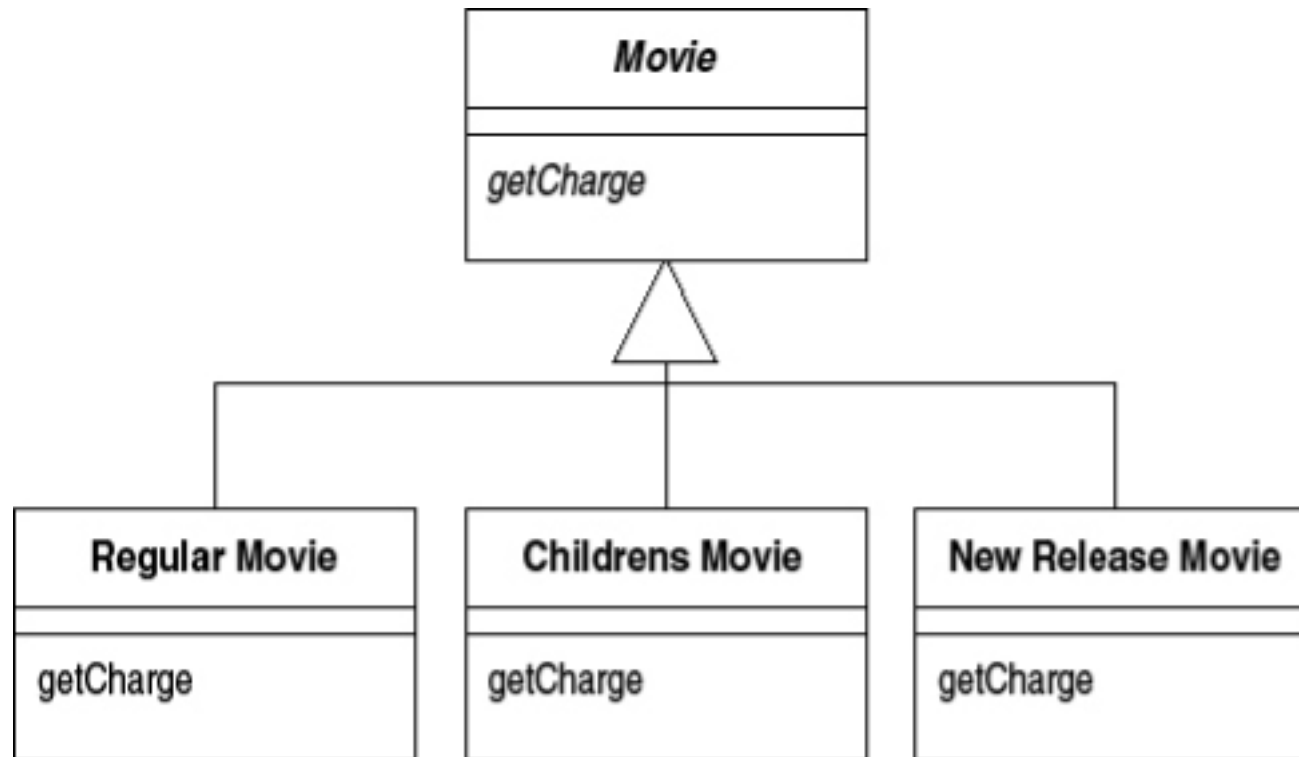 Movie
getCharge
Regular Movie
getCharge
Childrens Movie
getCharge
New Release Movie
getCharge